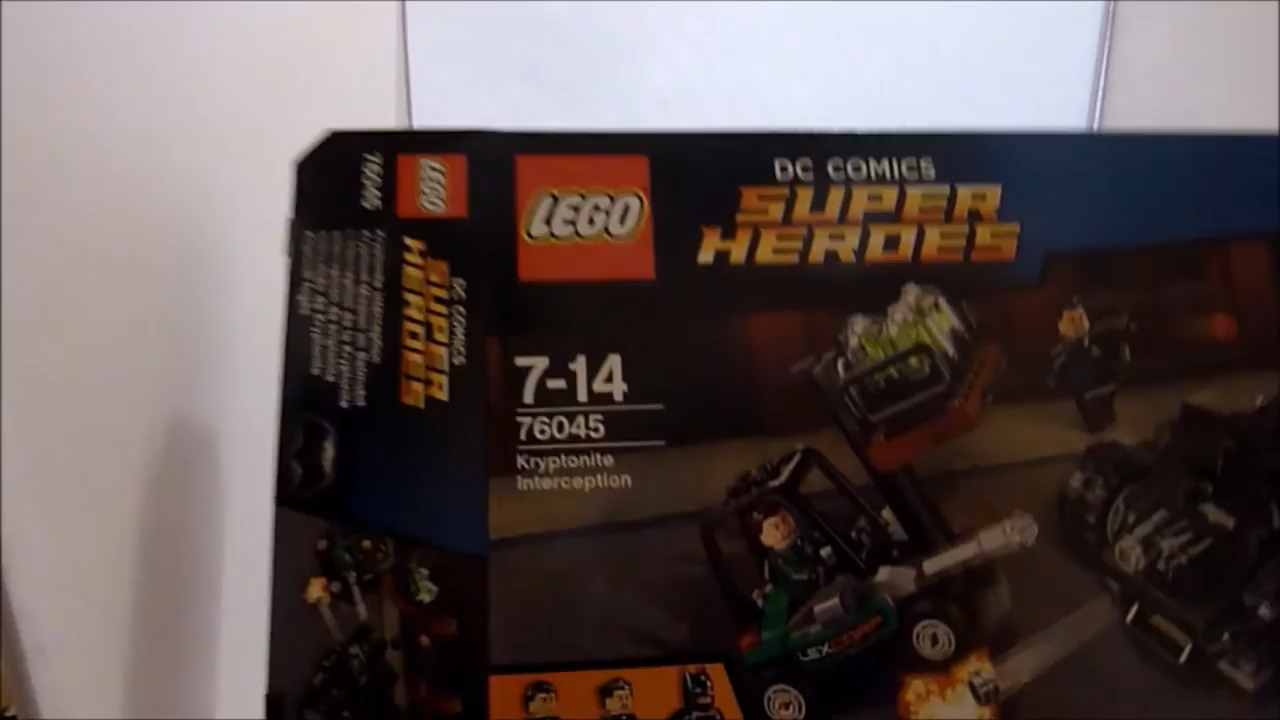 76045
LEGO
DC COMICS
SUPER
HEROES
LEGO
DC COMICS
SUPER
HEROES
7-14
76045
Kryptonite
Interception
LEXCORP